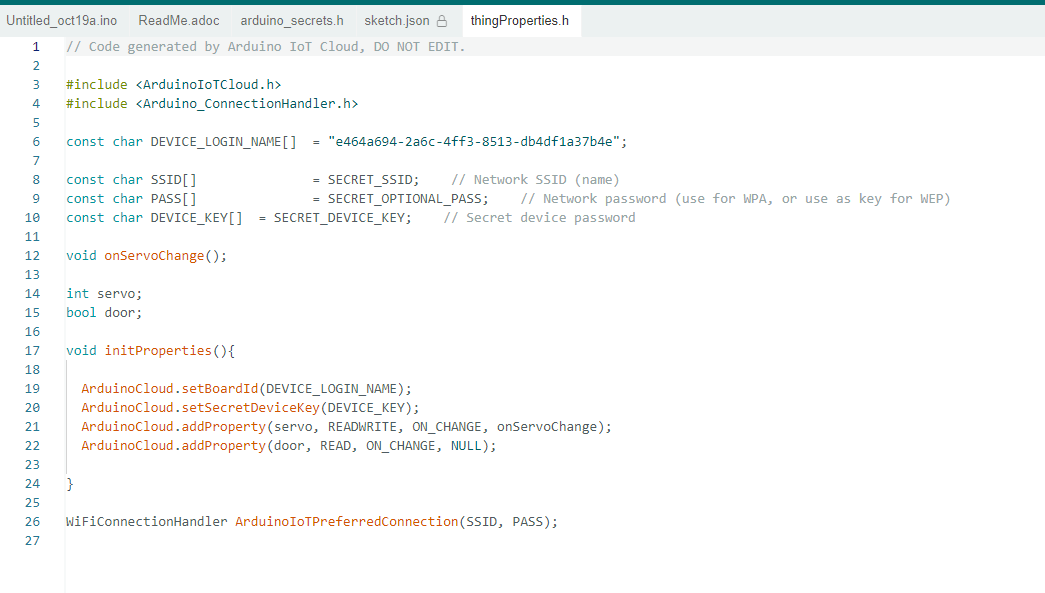 Untitled_oct19a.ino ReadMe.adoc arduino_secrets.h sketch.json thingProperties.h
1 // Code generated by Arduino IoT Cloud, DO NOT EDIT.
2
3 #include <ArduinoIoTCloud.h>
4 #include <Arduino_ConnectionHandler.h>
5
6 const char DEVICE_LOGIN_NAME[]  = "e464a694-2a6c-4ff3-8513-db4df1a37b4e";
7
8 const char SSID[]               = SECRET_SSID;    // Network SSID (name)
9 const char PASS[]               = SECRET_OPTIONAL_PASS;    // Network password (use for WPA, or use as key for WEP)
10 const char DEVICE_KEY[]  = SECRET_DEVICE_KEY;    // Secret device password
11
12 void onServoChange();
13
14 int servo;
15 bool door;
16
17 void initProperties(){
18
19   ArduinoCloud.setBoardId(DEVICE_LOGIN_NAME);
20   ArduinoCloud.setSecretDeviceKey(DEVICE_KEY);
21   ArduinoCloud.addProperty(servo, READWRITE, ON_CHANGE, onServoChange);
22   ArduinoCloud.addProperty(door, READ, ON_CHANGE, NULL);
23
24 }
25
26 WiFiConnectionHandler ArduinoIoTPreferredConnection(SSID, PASS);
27